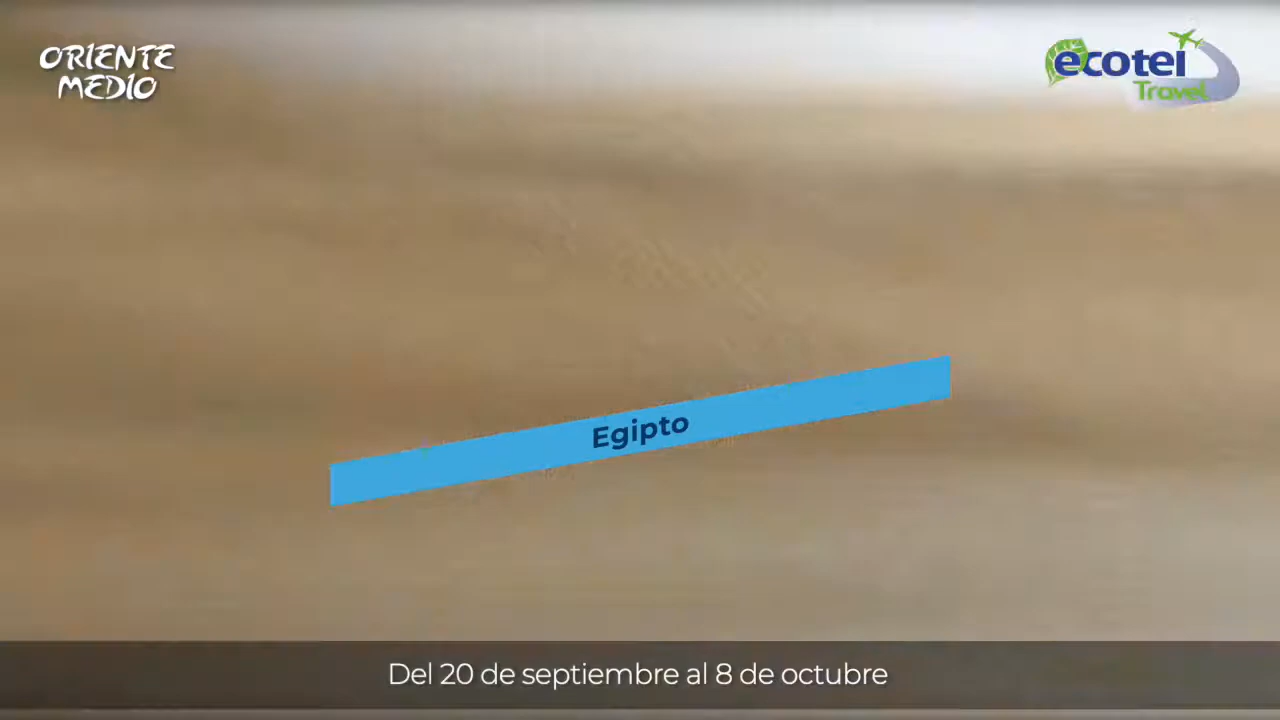 ORIENTE
MEDIO
ecotel
Travel
Egipto
Del 20 de septiembre al 8 de octubre